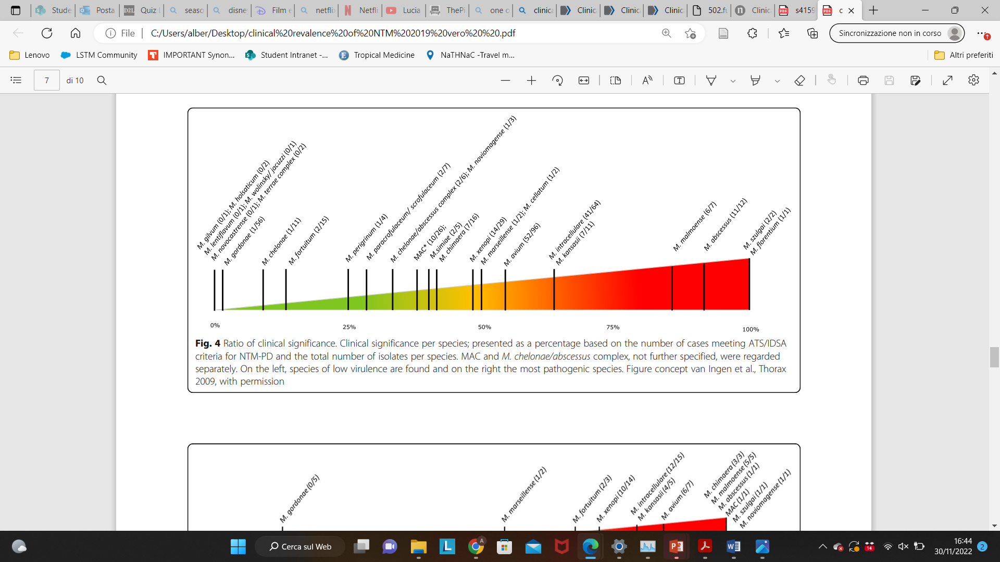 Stude
Posta
D2L Quiz
seaso
disne
Film e
netflix
Netfli
Lucia
ThePi
one o
clinica
Clinic
Clinic
Clinic
502.fu
Clinic
s4159
c
File
C:/Users/alber/Desktop/clinical%20revalence%20of%20NTM%202019%20vero%20%20.pdf
Sincronizzazione non in corso
Lenovo
LSTM Community
IMPORTANT Synon...
Student Intranet -...
Tropical Medicine
NaTHNaC -Travel m...
Altri preferiti
7 di 10
M. gilvum (0/1); M. holsaticum (0/2)
M. lentiflavum (0/1); M. wolinsky/ jacuzzi (0/1)
M. novocastrense (0/1); M. terrae complex (0/2)
M. gordonae (1/56)
M. chelonae (1/11)
M. fortuitum (2/15)
M. perigrinum (1/4)
M. paracrofulaceum/ scrofulaceum (2/7)
M. chelonae/abscessus complex (2/6); M. noviomagense (1/3)
MAC* (10/26);
M.simiae (2/5)
M. chimaera (7/16)
M. xenopi (14/29)
M. marseillense (1/2); M. cellatum (1/2)
M. avium (52/96)
M. intracellulare (41/64)
M. kansasii (7/11)
M. malmoense (6/7)
M. abscessus (11/12)
M. szulgai (2/2)
M. florentium (1/1)
0%
25%
50%
75%
100%
Fig. 4 Ratio of clinical significance. Clinical significance per species; presented as a percentage based on the number of cases meeting ATS/IDSA
criteria for NTM-PD and the total number of isolates per species. MAC and M. chelonae/abscessus complex, not further specified, were regarded
separately. On the left, species of low virulence are found and on the right the most pathogenic species. Figure concept van Ingen et al., Thorax
2009, with permission
M. gordonae (0/5)
M. marseillense (1/2)
M. fortuitum (2/3)
M. xenopi (10/14)
M. intracellulare (12/15)
M. kansasii (4/5)
M. avium (6/7)
M. chimaera (3/3)
M. malmoense (5/5)
M. abscessus (1/1)
MAC (1/1)
M. szulgai (1/1)
M. noviomagense (1/1)
Cerca sul Web
14
16:44
30/11/2022
2